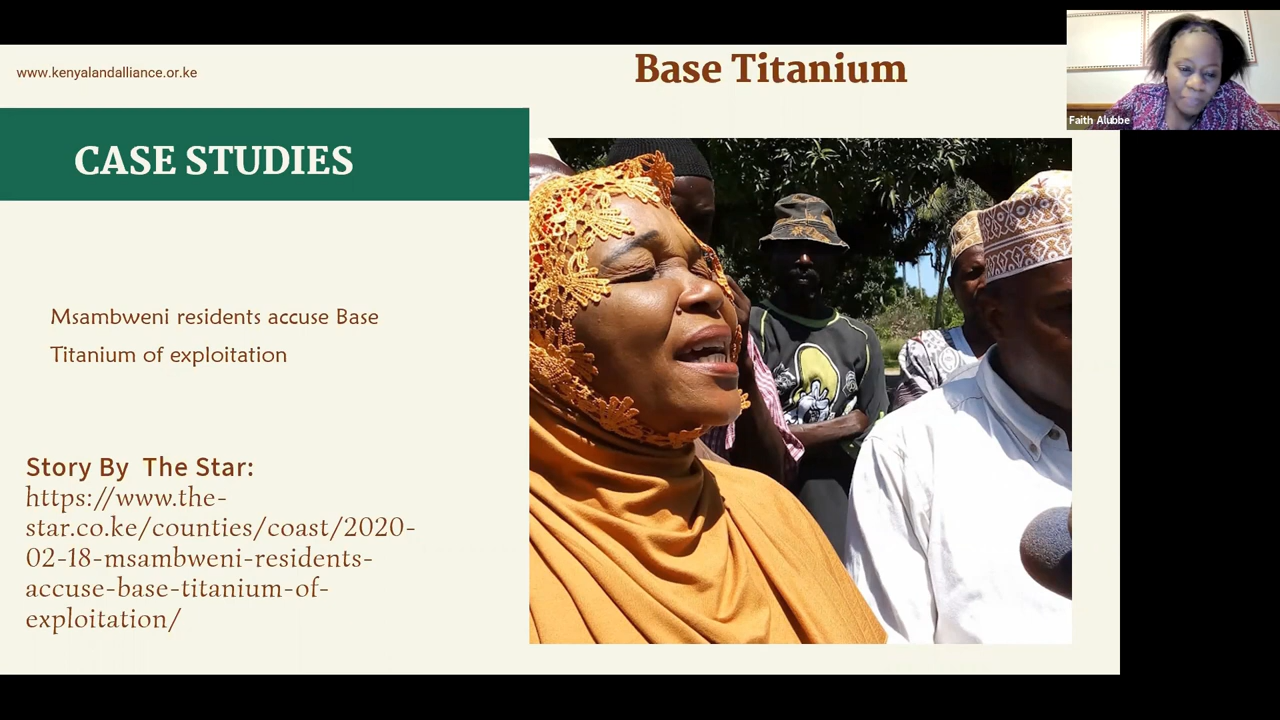 www.kenyalandalliance.or.ke
Base Titanium
Faith Alubbe
CASE STUDIES
Msambweni residents accuse Base
Titanium of exploitation
Story By The Star:
https://www.the-
star.co.ke/counties/coast/2020-
02-18-msambweni-residents-
accuse-base-titanium-of-
exploitation/